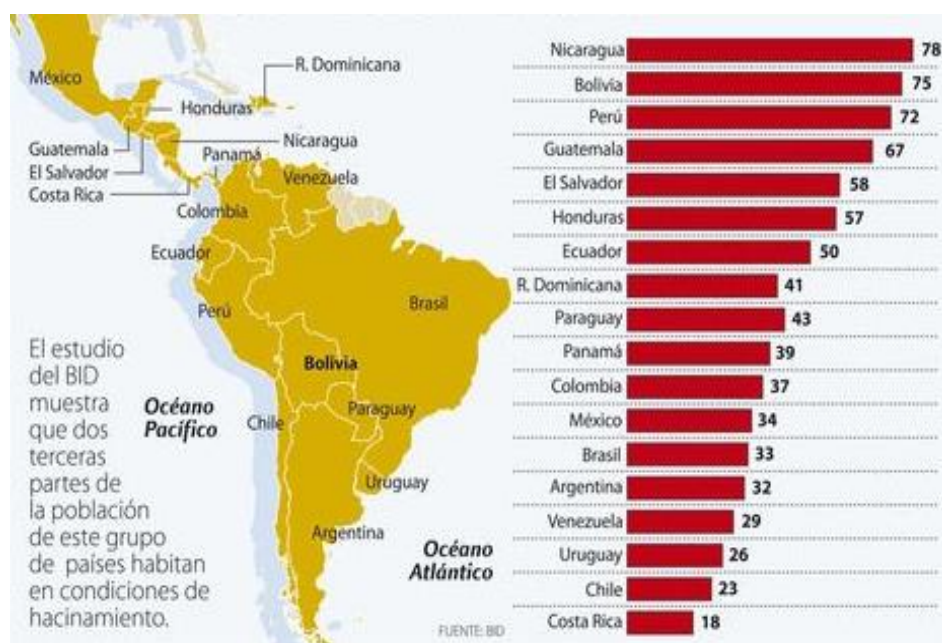 México
R. Dominicana
Honduras
Guatemala
Nicaragua
El Salvador
Panamá
Costa Rica
Venezuela
Colombia
Ecuador
Brasil
Perú
Bolivia
Paraguay
Chile
Uruguay
Argentina
Océano
Pacífico
Océano
Atlántico
El estudio
del BID
muestra
que dos
terceras
partes de
la población
de este grupo
de países habitan
en condiciones de
hacinamiento.
FUENTE: BID
Nicaragua 78
Bolivia 75
Perú 72
Guatemala 67
El Salvador 58
Honduras 57
Ecuador 50
R. Dominicana 41
Paraguay 43
Panamá 39
Colombia 37
México 34
Brasil 33
Argentina 32
Venezuela 29
Uruguay 26
Chile 23
Costa Rica 18